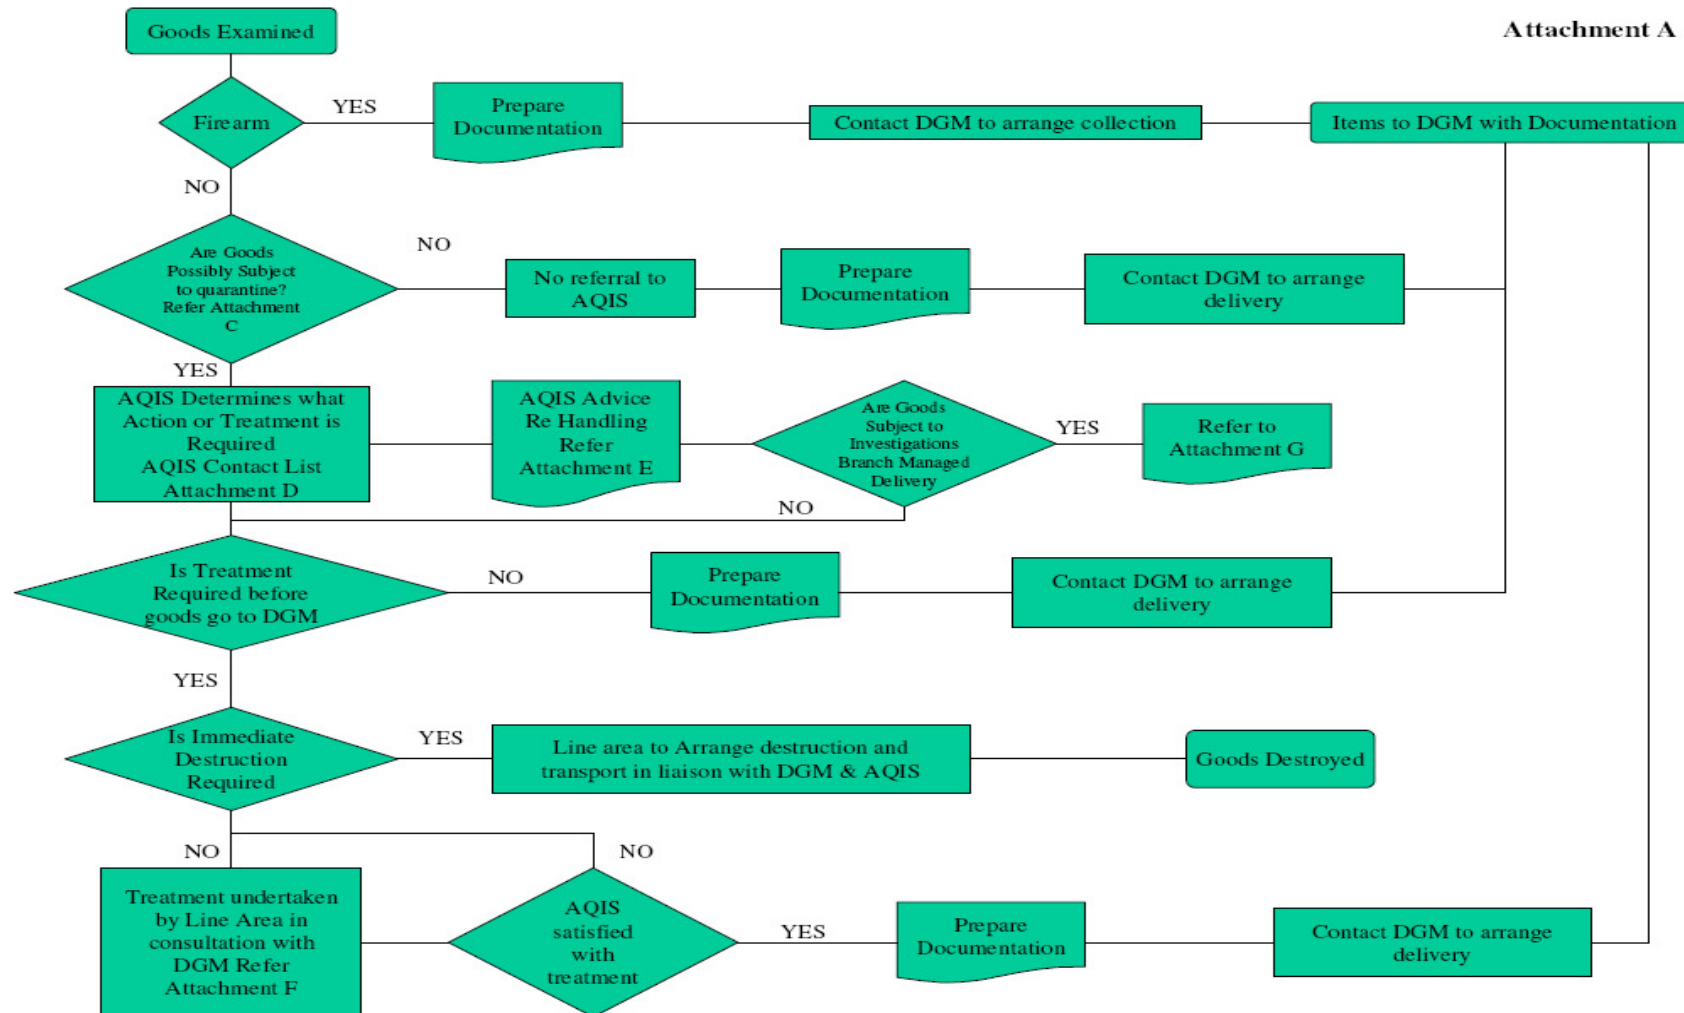 Attachment A
Goods Examined
Firearm
YES
Prepare
Documentation
Contact DGM to arrange collection
Items to DGM with Documentation
NO
Are Goods
Possibly Subject
to quarantine?
Refer Attachment
C
NO
No referral to
AQIS
Prepare
Documentation
Contact DGM to arrange
delivery
YES
AQIS Determines what
Action or Treatment is
Required
AQIS Contact List
Attachment D
AQIS Advice
Re Handling
Refer
Attachment E
Are Goods
Subject to
Investigations
Branch Managed
Delivery
YES
Refer to
Attachment G
NO
Is Treatment
Required before
goods go to DGM
NO
Prepare
Documentation
Contact DGM to arrange
delivery
YES
Is Immediate
Destruction
Required
YES
Line area to Arrange destruction and
transport in liaison with DGM & AQIS
Goods Destroyed
NO
NO
Treatment undertaken
by Line Area in
consultation with
DGM Refer
Attachment F
AQIS
satisfied
with
treatment
YES
Prepare
Documentation
Contact DGM to arrange
delivery